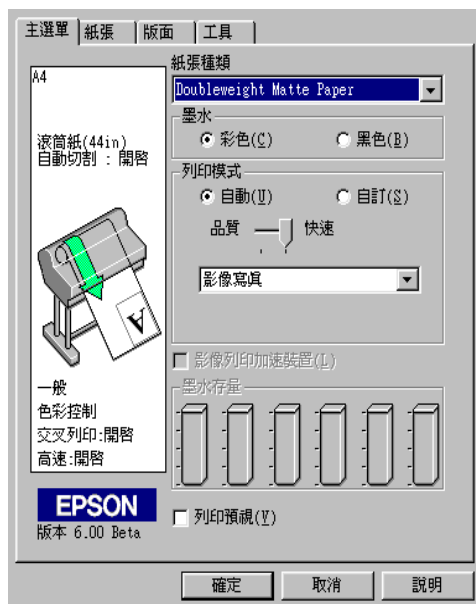 主選單 紙張 版面 工具
A4
滾筒紙(44in)
自動切割 : 開啓
A
一般
色彩控制
交叉列印:開啓
高速:開啓
EPSON
版本 6.00 Beta
紙張種類
Doubleweight Matte Paper
墨水
彩色(C) 黑色(B)
列印模式
自動(U) 自訂(S)
品質 快速
影像寫眞
影像列印加速裝置(L)
墨水存量
列印預視(V)
確定 取消 說明